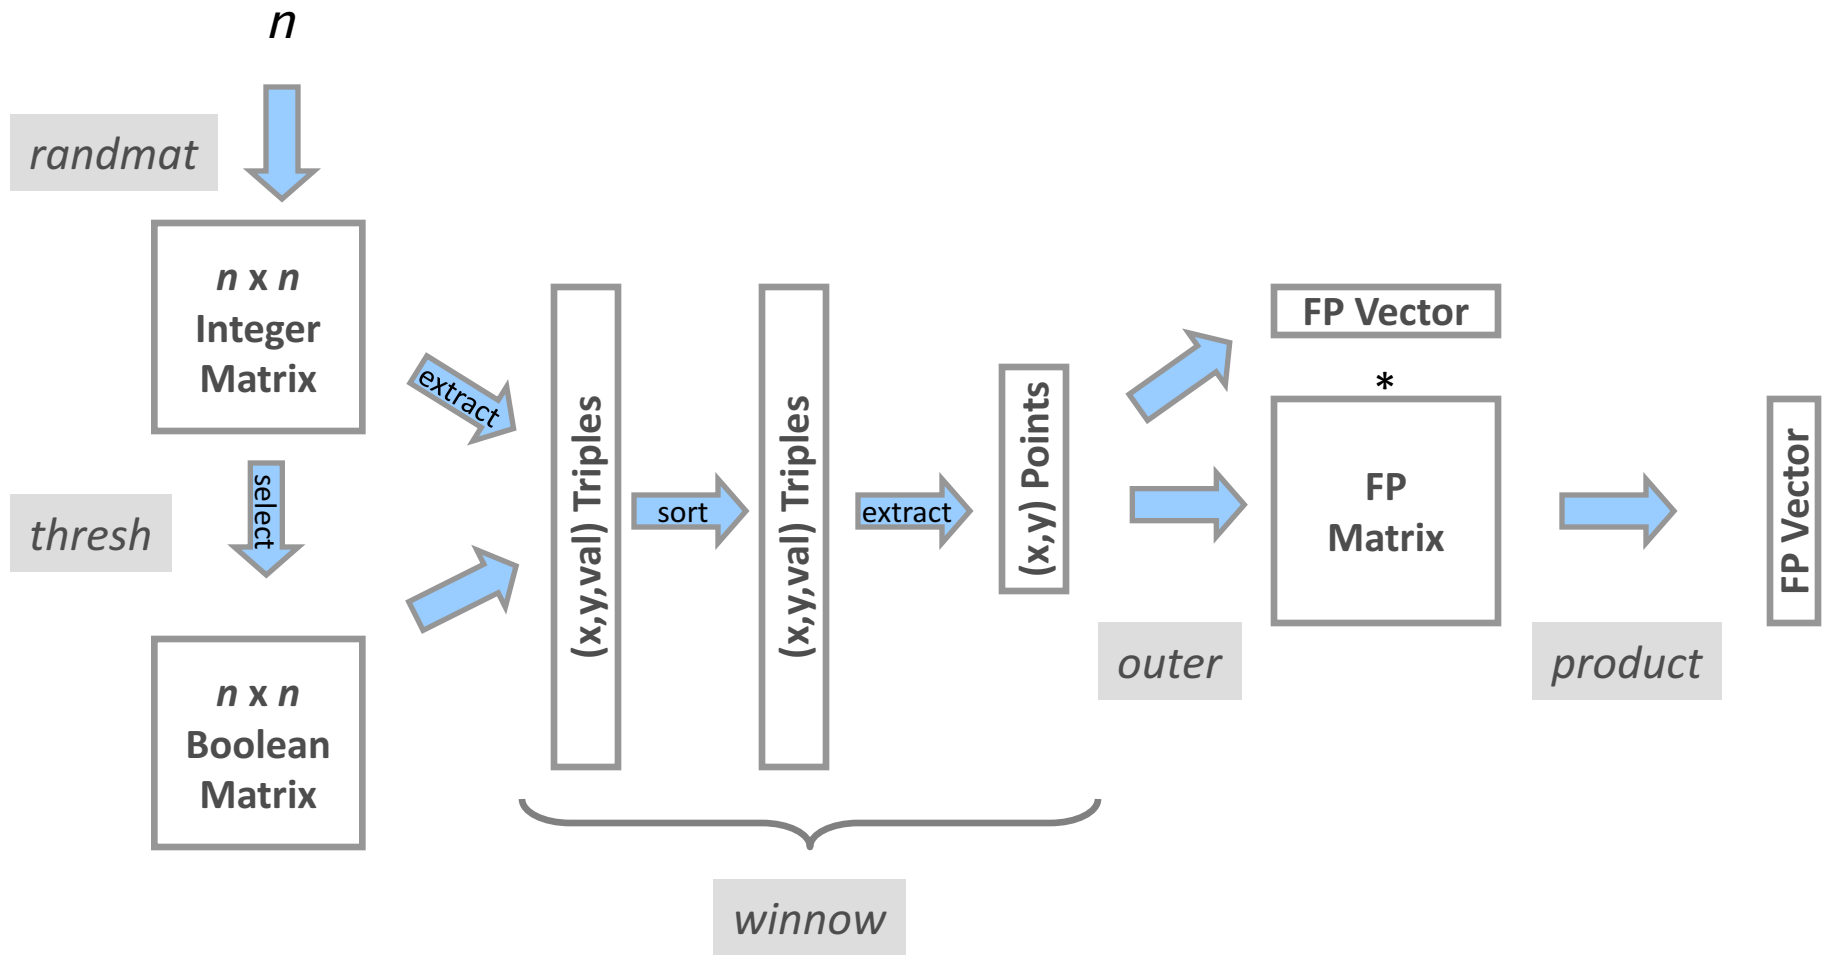 n
randmat
n x n
Integer
Matrix
extract
select
thresh
n x n
Boolean
Matrix
(x,y,val) Triples
sort
(x,y,val) Triples
extract
(x,y) Points
winnow
outer
FP Vector
*
FP
Matrix
product
FP Vector